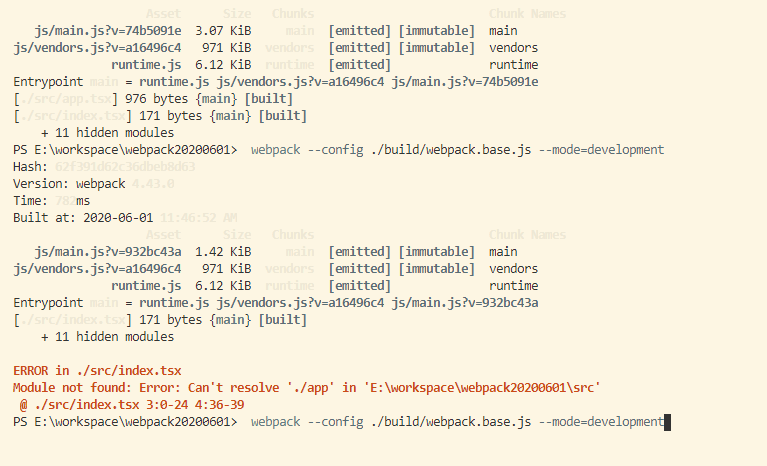 Asset Size Chunks Chunk Names
js/main.js?v=74b5091e 3.07 KiB main [emitted] [immutable] main
js/vendors.js?v=a16496c4 971 KiB vendors [emitted] [immutable] vendors
runtime.js 6.12 KiB runtime [emitted] runtime
Entrypoint main = runtime.js js/vendors.js?v=a16496c4 js/main.js?v=74b5091e
[./src/app.tsx] 976 bytes {main} [built]
[./src/index.tsx] 171 bytes {main} [built]
+ 11 hidden modules
PS E:\workspace\webpack20200601> webpack --config ./build/webpack.base.js --mode=development
Hash: 62f391d62c36dbeb8d63
Version: webpack 4.43.0
Time: 782ms
Built at: 2020-06-01 11:46:52 AM
Asset Size Chunks Chunk Names
js/main.js?v=932bc43a 1.42 KiB main [emitted] [immutable] main
js/vendors.js?v=a16496c4 971 KiB vendors [emitted] [immutable] vendors
runtime.js 6.12 KiB runtime [emitted] runtime
Entrypoint main = runtime.js js/vendors.js?v=a16496c4 js/main.js?v=932bc43a
[./src/index.tsx] 171 bytes {main} [built]
+ 11 hidden modules
ERROR in ./src/index.tsx
Module not found: Error: Can't resolve './app' in 'E:\workspace\webpack20200601\src'
@ ./src/index.tsx 3:0-24 4:36-39
PS E:\workspace\webpack20200601> webpack --config ./build/webpack.base.js --mode=development